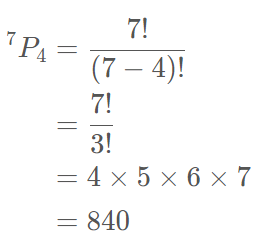 ⁷P₄ = 7! / (7 − 4)!
= 7! / 3!
= 4 × 5 × 6 × 7
= 840